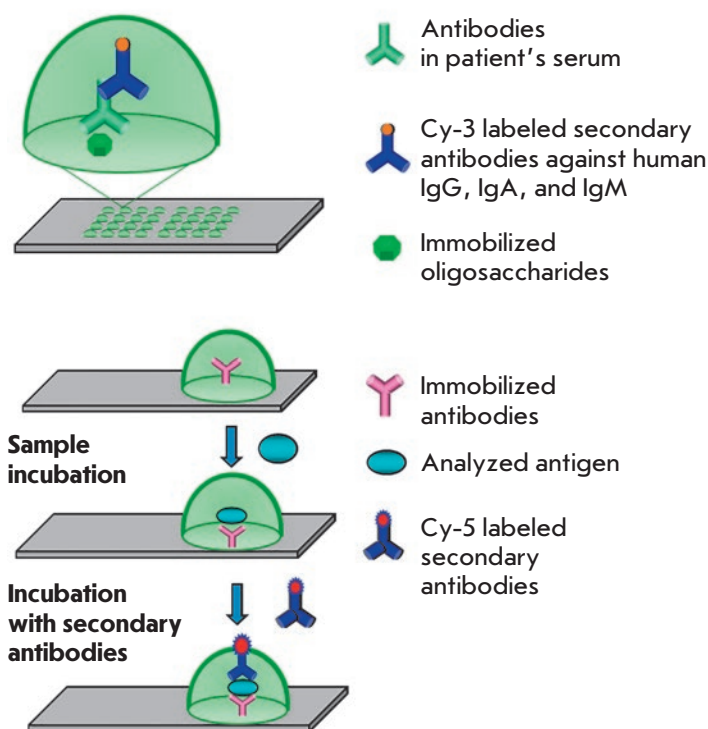 Antibodies
in patient's serum
Cy-3 labeled secondary
antibodies against human
IgG, IgA, and IgM
Immobilized
oligosaccharides
Immobilized
antibodies
Sample
incubation
Analyzed antigen
Cy-5 labeled
secondary
antibodies
Incubation
with secondary
antibodies